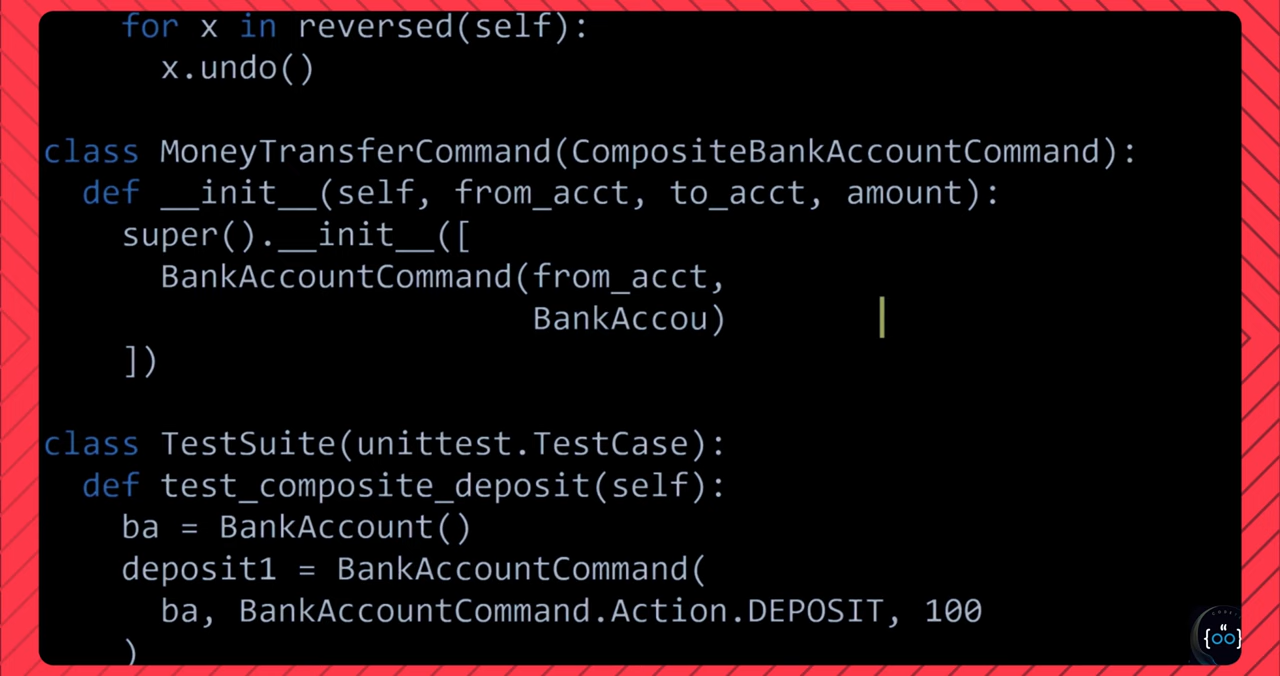 for x in reversed(self):
x.undo()
class MoneyTransferCommand(CompositeBankAccountCommand):
def __init__(self, from_acct, to_acct, amount):
super().__init__([
BankAccountCommand(from_acct,
BankAccou)
])
class TestSuite(unittest.TestCase):
def test_composite_deposit(self):
ba = BankAccount()
deposit1 = BankAccountCommand(
ba, BankAccountCommand.Action.DEPOSIT, 100
)